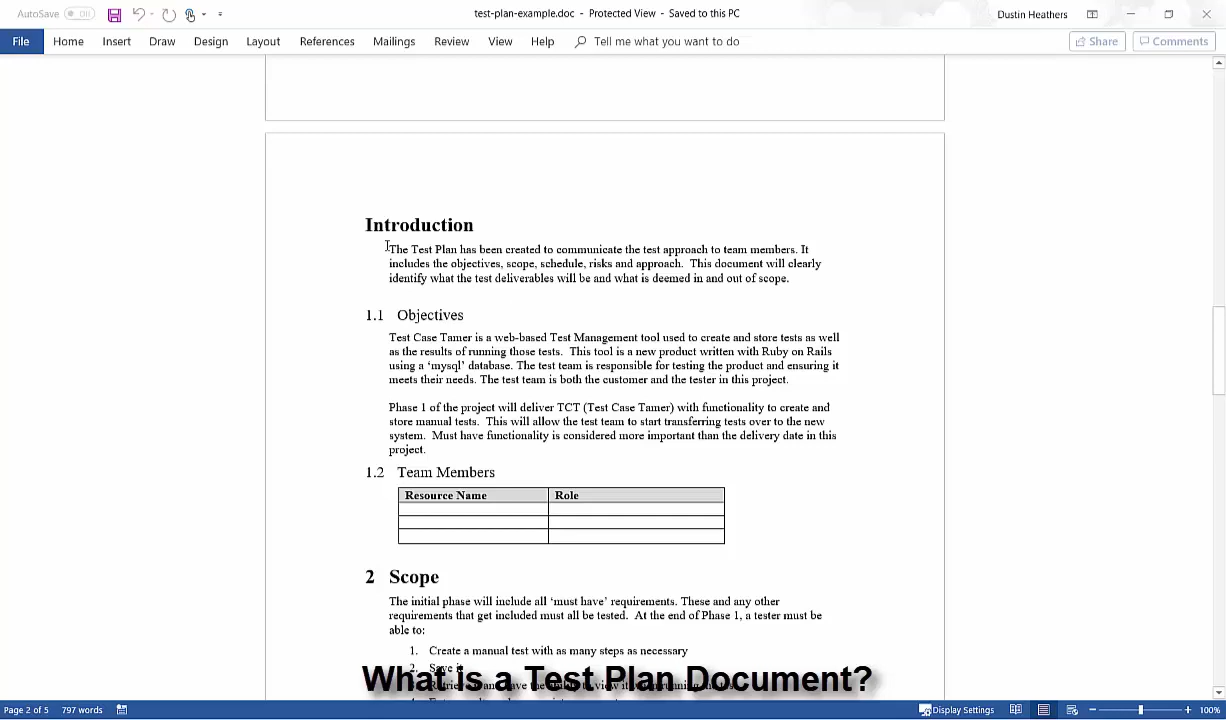 AutoSave Off
test-plan-example.doc - Protected View - Saved to this PC
Dustin Heathers
File Home Insert Draw Design Layout References Mailings Review View Help Tell me what you want to do
Share Comments
Introduction
The Test Plan has been created to communicate the test approach to team members. It
includes the objectives, scope, schedule, risks and approach. This document will clearly
identify what the test deliverables will be and what is deemed in and out of scope.
1.1 Objectives
Test Case Tamer is a web-based Test Management tool used to create and store tests as well
as the results of running those tests. This tool is a new product written with Ruby on Rails
using a ‘mysql’ database. The test team is responsible for testing the product and ensuring it
meets their needs. The test team is both the customer and the tester in this project.
Phase 1 of the project will deliver TCT (Test Case Tamer) with functionality to create and
store manual tests. This will allow the test team to start transferring tests over to the new
system. Must have functionality is considered more important than the delivery date in this
project.
1.2 Team Members
Resource Name Role
2 Scope
The initial phase will include all ‘must have’ requirements. These and any other
requirements that get included must all be tested. At the end of Phase 1, a tester must be
able to:
1. Create a manual test with as many steps as necessary
2. Save it
What is a Test Plan Document?
Page 2 of 5 797 words
Display Settings
100%